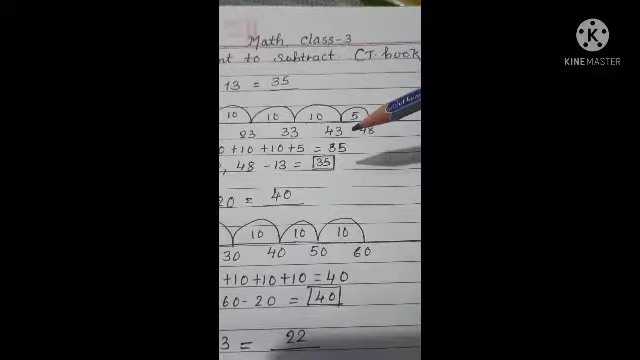 Math class-3
nt to subtract CT.book
13 = 35
10 10 10 5
23 33 43 48
0 +10 +10 +5 = 35
48 -13 = 35
20 = 40
10 10 10
30 40 50 60
+10 +10 +10 = 40
60 - 20 = 40
3 = 22
KINEMASTER